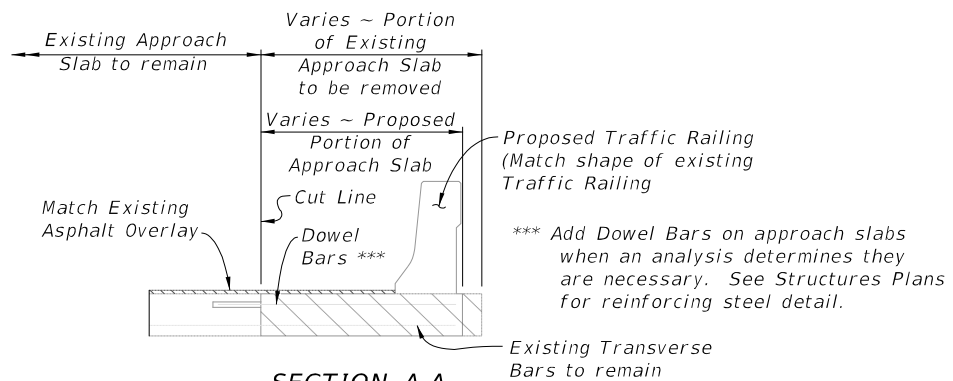 Varies ~ Portion
of Existing
Approach Slab
to be removed
Existing Approach
Slab to remain
Varies ~ Proposed
Portion of
Approach Slab
Proposed Traffic Railing
(Match shape of existing
Traffic Railing
Cut Line
Match Existing
Asphalt Overlay
Dowel
Bars ***
*** Add Dowel Bars on approach slabs
when an analysis determines they
are necessary. See Structures Plans
for reinforcing steel detail.
Existing Transverse
Bars to remain
SECTION A-A